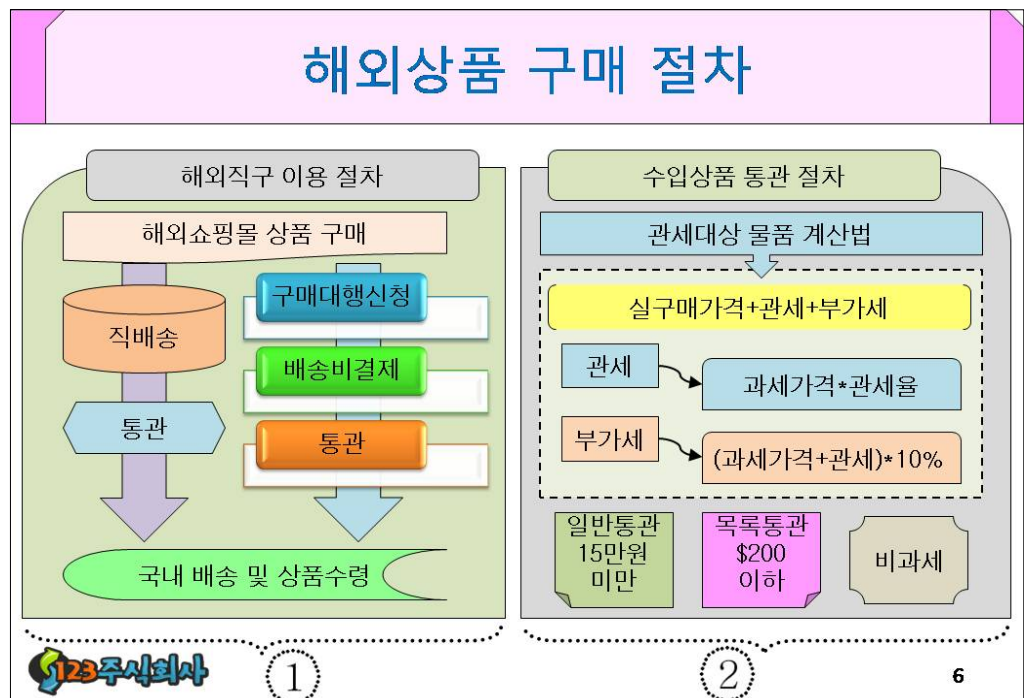 해외상품 구매 절차
해외직구 이용 절차
해외쇼핑몰 상품 구매
직배송
통관
구매대행신청
배송비결제
통관
국내 배송 및 상품수령
1
수입상품 통관 절차
관세대상 물품 계산법
실구매가격+관세+부가세
관세
과세가격*관세율
부가세
(과세가격+관세)*10%
일반통관
15만원
미만
목록통관
$200
이하
비과세
2
123주식회사
6